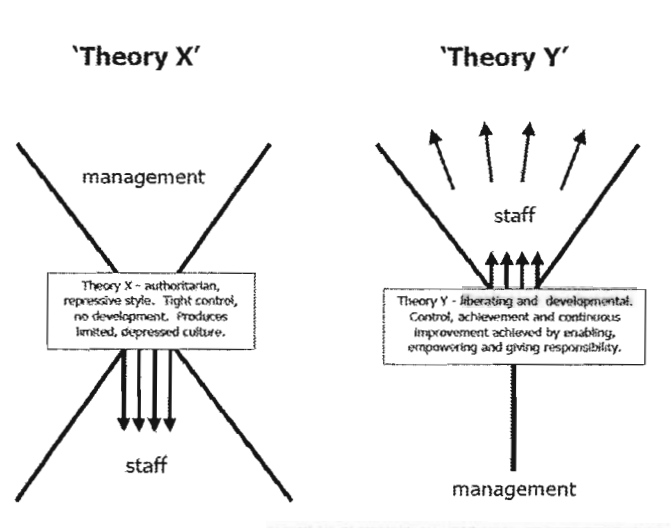 'Theory X'
'Theory Y'
management
Theory X - authoritarian,
repressive style. Tight control,
no development. Produces
limited, depressed culture.
staff
staff
Theory Y - liberating and developmental.
Control, achievement and continuous
improvement achieved by enabling,
empowering and giving responsibility.
management